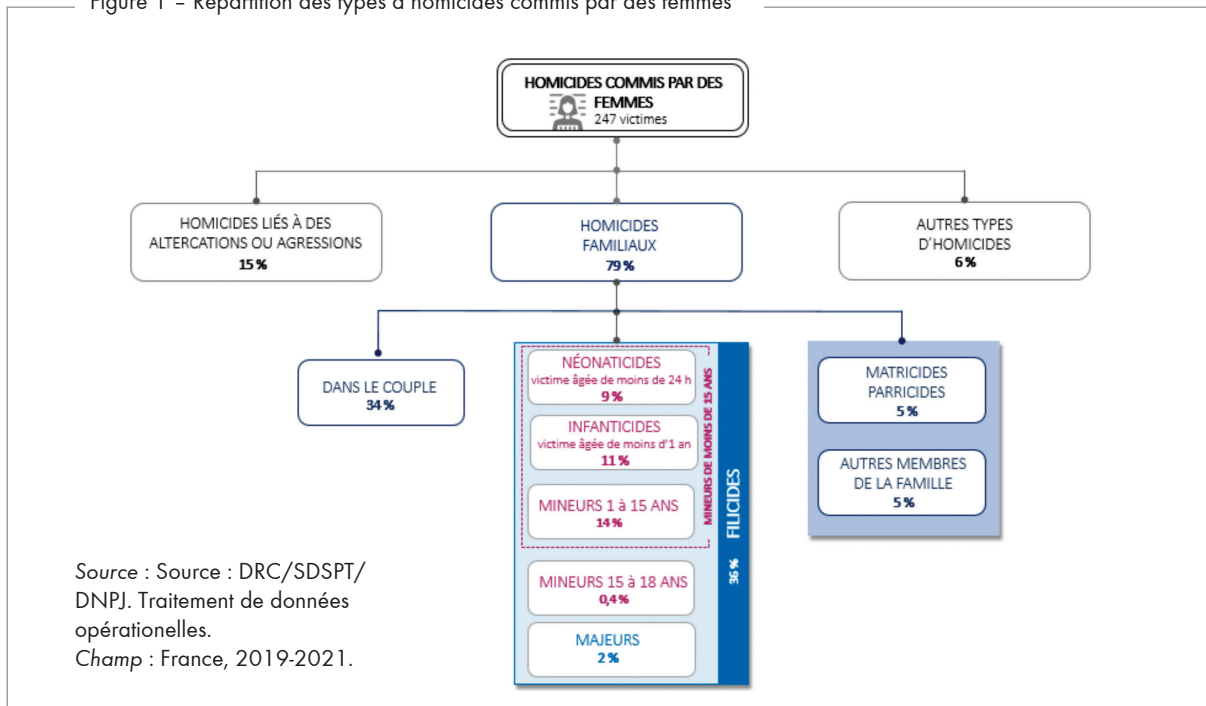 Figure 1 – Répartition des types d'homicides commis par des femmes
HOMICIDES COMMIS PAR DES
FEMMES
247 victimes
HOMICIDES LIÉS À DES
ALTERCATIONS OU AGRESSIONS
15 %
HOMICIDES
FAMILIAUX
79 %
AUTRES TYPES
D'HOMICIDES
6 %
DANS LE COUPLE
34 %
NÉONATICIDES
victime âgée de moins de 24 h
9 %
INFANTICIDES
victime âgée de moins d'1 an
11 %
MINEURS 1 à 15 ANS
14 %
MINEURS DE MOINS DE 15 ANS
MINEURS 15 à 18 ANS
0,4 %
MAJEURS
2 %
36 % FILICIDES
MATRICIDES
PARRICIDES
5 %
AUTRES MEMBRES
DE LA FAMILLE
5 %
Source : Source : DRC/SDSPT/
DNPJ. Traitement de données
opérationelles.
Champ : France, 2019-2021.